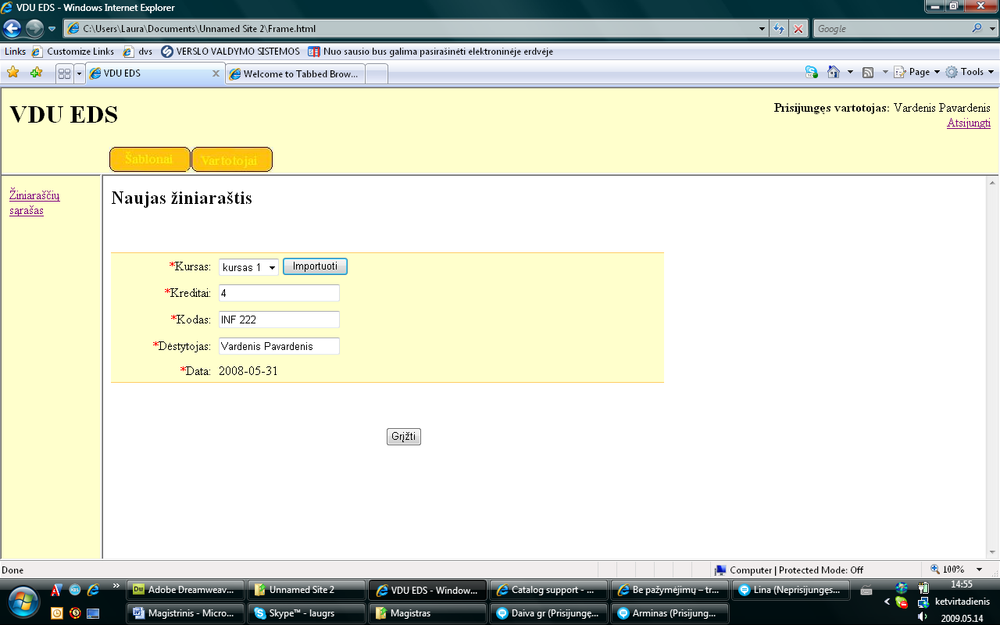 VDU EDS - Windows Internet Explorer
C:\Users\Laura\Documents\Unnamed Site 2\Frame.html
Google
Links Customize Links dvs VERSLO VALDYMO SISTEMOS Nuo sausio bus galima pasirašinėti elektroninėje erdvėje
VDU EDS Welcome to Tabbed Brow... Page Tools
VDU EDS
Prisijungęs vartotojas: Vardenis Pavardenis
Atsijungti
Šablonai Vartotojai
Žiniaraščių
sąrašas
Naujas žiniaraštis
*Kursas: kursas 1 Importuoti
*Kreditai: 4
*Kodas: INF 222
*Dėstytojas: Vardenis Pavardenis
*Data: 2008-05-31
Grįžti
Done Computer | Protected Mode: Off 100%
Adobe Dreamweav... Unnamed Site 2 VDU EDS - Window... Catalog support - ... Be pažymėjimų – tr... Lina (Neprisijungęs... 14:55
ketvirtadienis
Magistrinis - Micro... Skype™ - laugrs Magistras Daiva gr (Prisijungę... Arminas (Prisijung... 2009.05.14